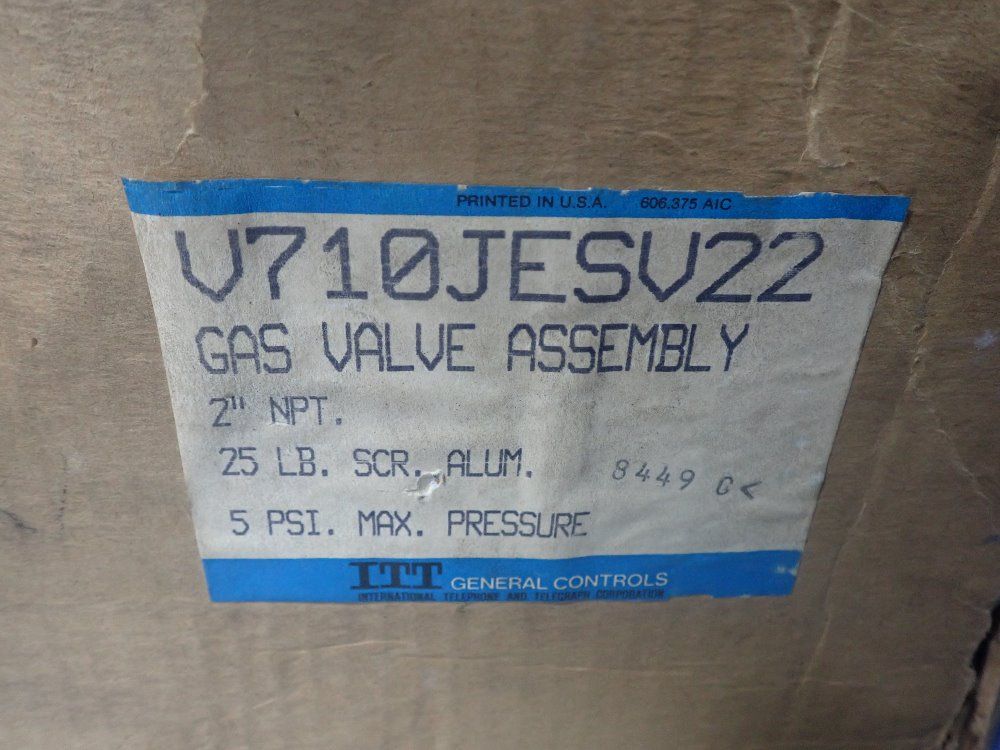 PRINTED IN U.S.A. 606.375 AIC
V710JESV22
GAS VALVE ASSEMBLY
2" NPT.
25 LB. SCR. ALUM. 8449 G<
5 PSI. MAX. PRESSURE
ITT GENERAL CONTROLS
INTERNATIONAL TELEPHONE AND TELEGRAPH CORPORATION